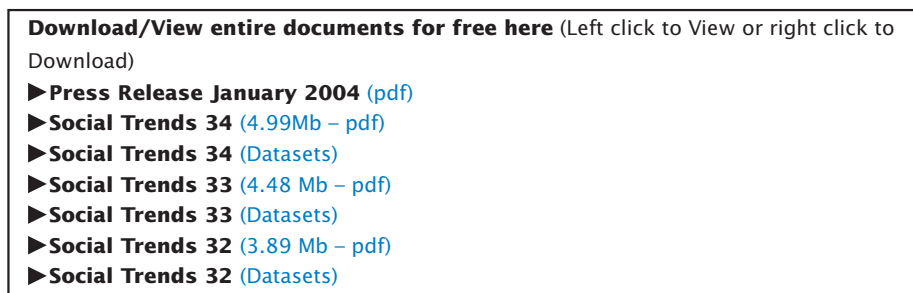 Download/View entire documents for free here (Left click to View or right click to
Download)
▶Press Release January 2004 (pdf)
▶Social Trends 34 (4.99Mb – pdf)
▶Social Trends 34 (Datasets)
▶Social Trends 33 (4.48 Mb – pdf)
▶Social Trends 33 (Datasets)
▶Social Trends 32 (3.89 Mb – pdf)
▶Social Trends 32 (Datasets)